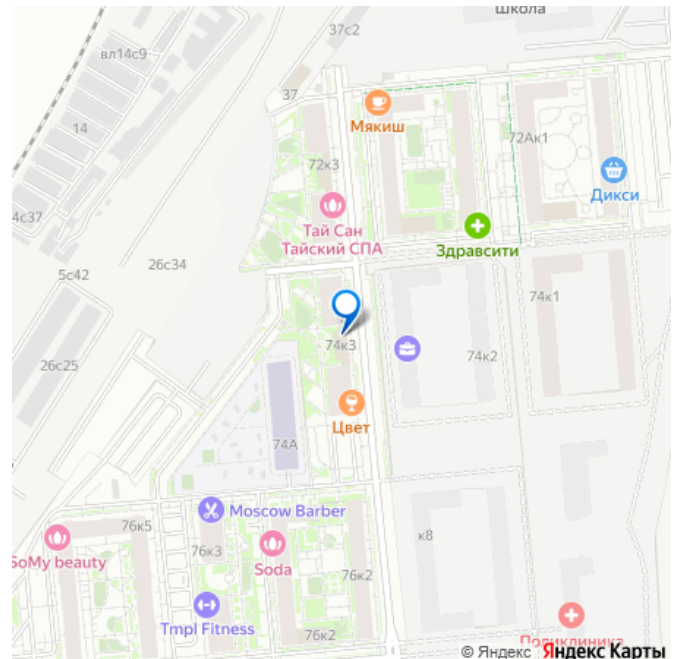 школа
37с2
вл14с9
37
Мякиш
14
72Ак1
72к3
Дикси
Тай Сан
Тайский СПА
4с37
Здравсити
5с42
26с34
74к1
74к3
74к2
26с25
Цвет
74А
Moscow Barber
76к5
к8
76к3
SoMy beauty
Soda
76к2
Tmpl Fitness
76к2
Поликлиника
© Яндекс Яндекс Карты